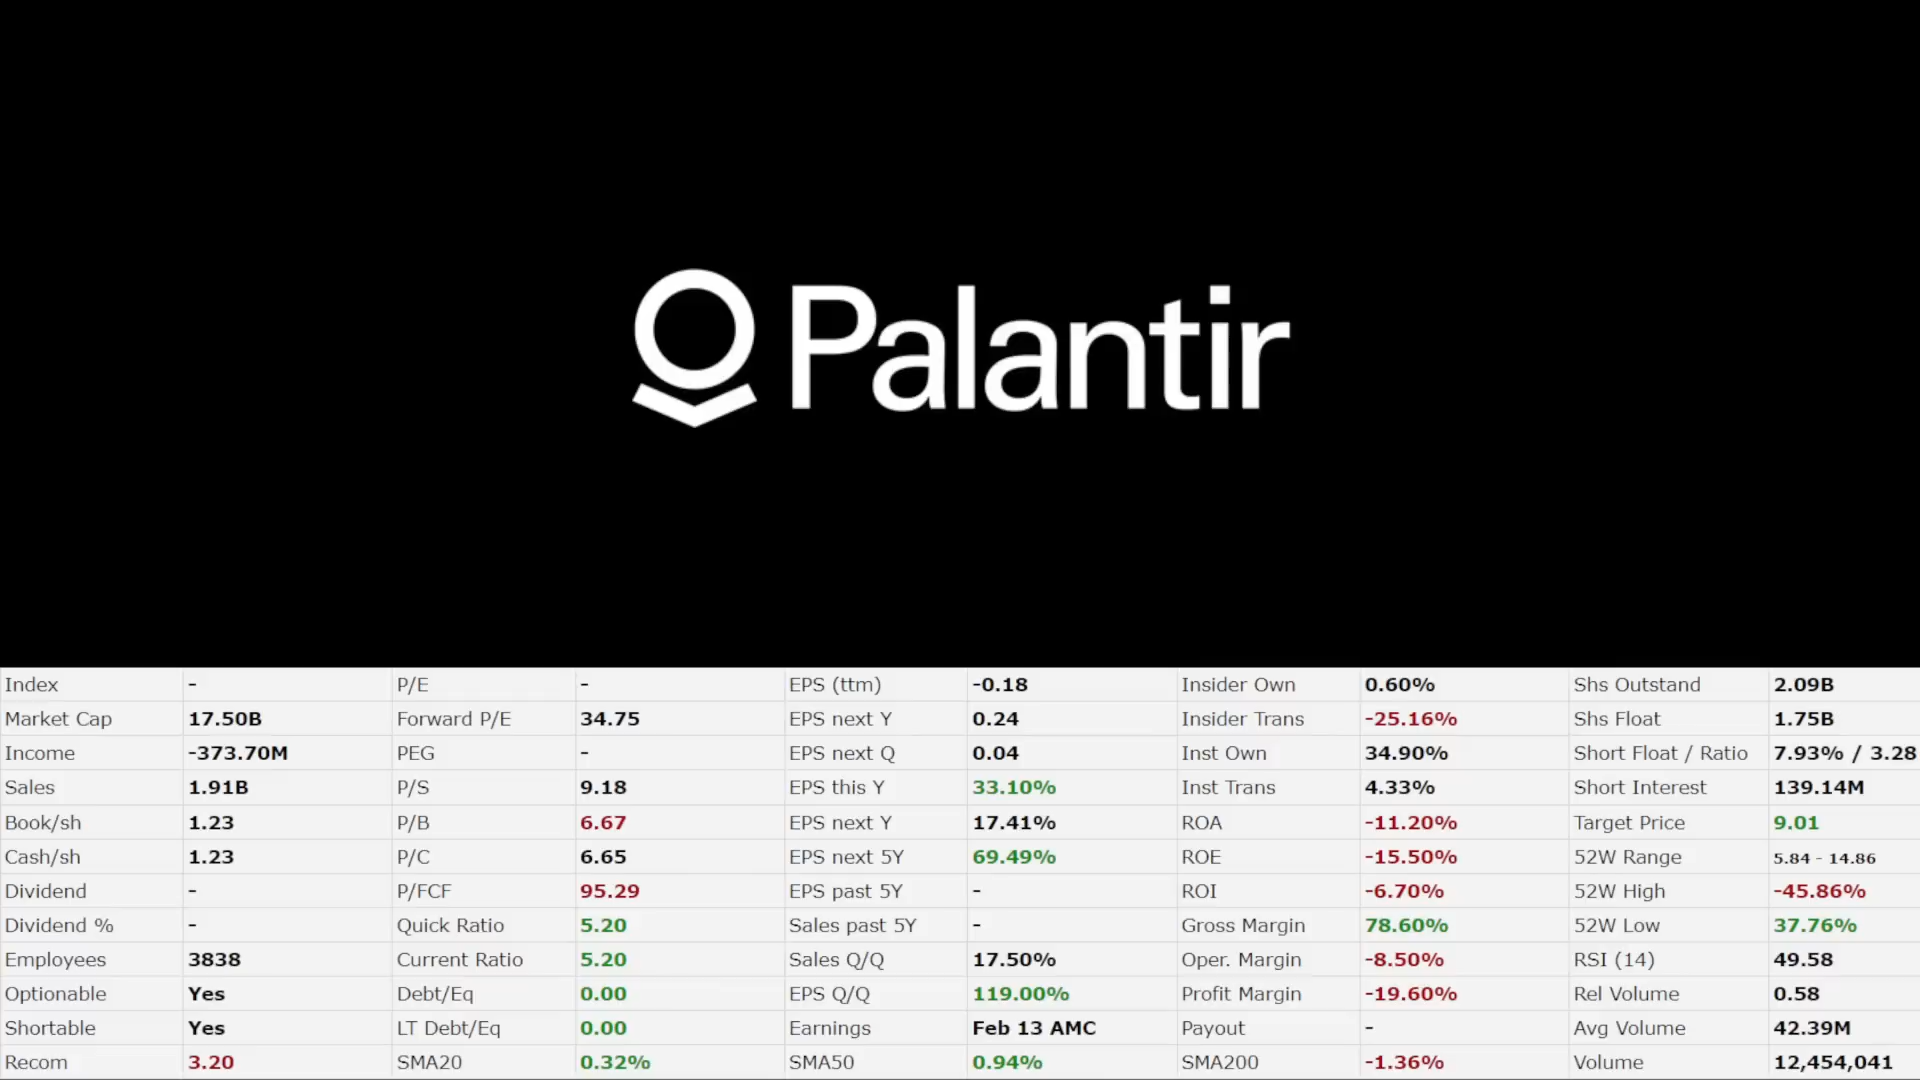 Palantir
Index - P/E - EPS (ttm) -0.18 Insider Own 0.60% Shs Outstand 2.09B
Market Cap 17.50B Forward P/E 34.75 EPS next Y 0.24 Insider Trans -25.16% Shs Float 1.75B
Income -373.70M PEG - EPS next Q 0.04 Inst Own 34.90% Short Float / Ratio 7.93% / 3.28
Sales 1.91B P/S 9.18 EPS this Y 33.10% Inst Trans 4.33% Short Interest 139.14M
Book/sh 1.23 P/B 6.67 EPS next Y 17.41% ROA -11.20% Target Price 9.01
Cash/sh 1.23 P/C 6.65 EPS next 5Y 69.49% ROE -15.50% 52W Range 5.84 - 14.86
Dividend - P/FCF 95.29 EPS past 5Y - ROI -6.70% 52W High -45.86%
Dividend % - Quick Ratio 5.20 Sales past 5Y - Gross Margin 78.60% 52W Low 37.76%
Employees 3838 Current Ratio 5.20 Sales Q/Q 17.50% Oper. Margin -8.50% RSI (14) 49.58
Optionable Yes Debt/Eq 0.00 EPS Q/Q 119.00% Profit Margin -19.60% Rel Volume 0.58
Shortable Yes LT Debt/Eq 0.00 Earnings Feb 13 AMC Payout - Avg Volume 42.39M
Recom 3.20 SMA20 0.32% SMA50 0.94% SMA200 -1.36% Volume 12,454,041